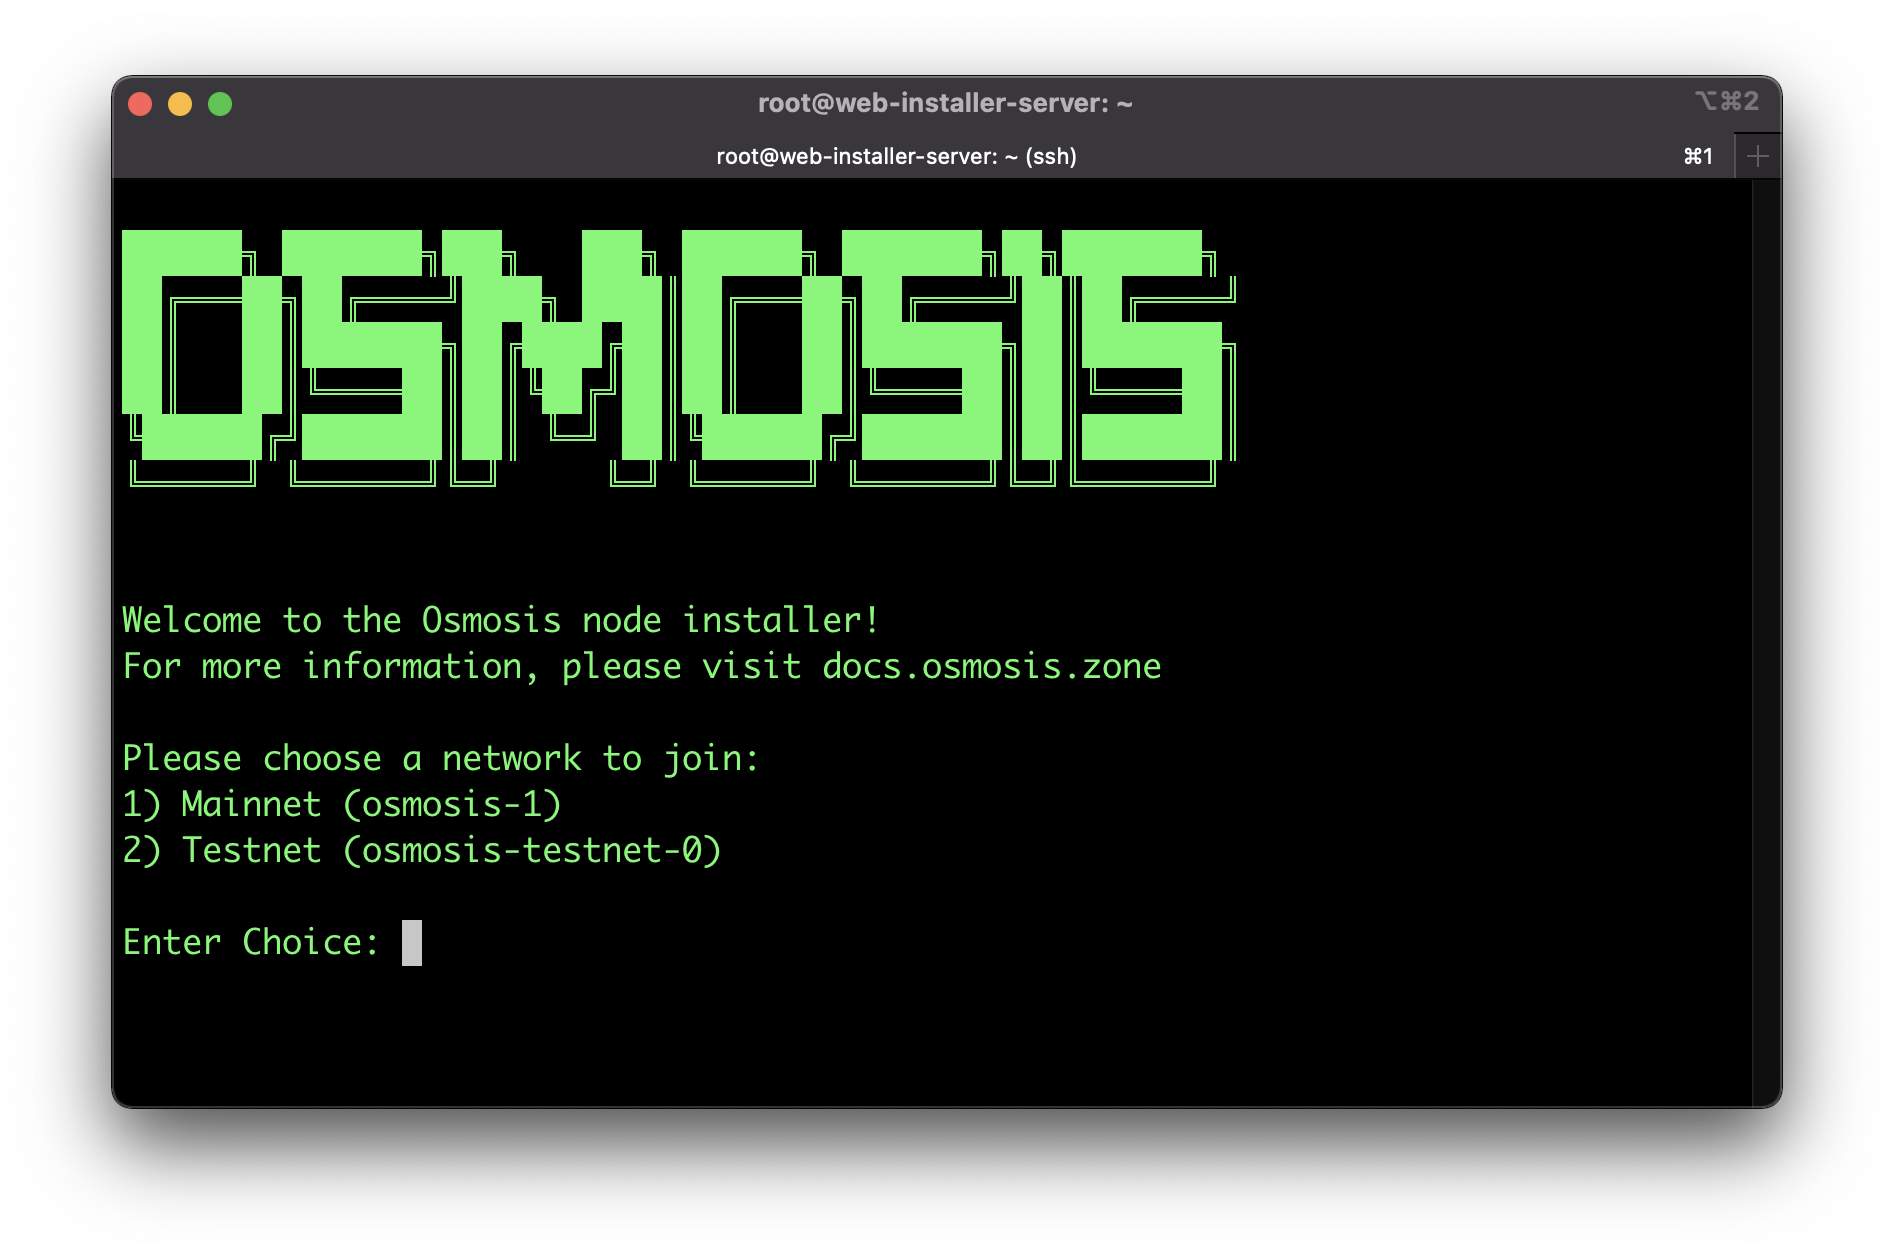 root@web-installer-server: ~
⌥⌘2
root@web-installer-server: ~ (ssh)
⌘1
OSMOSIS
Welcome to the Osmosis node installer!
For more information, please visit docs.osmosis.zone
Please choose a network to join:
1) Mainnet (osmosis-1)
2) Testnet (osmosis-testnet-0)
Enter Choice: